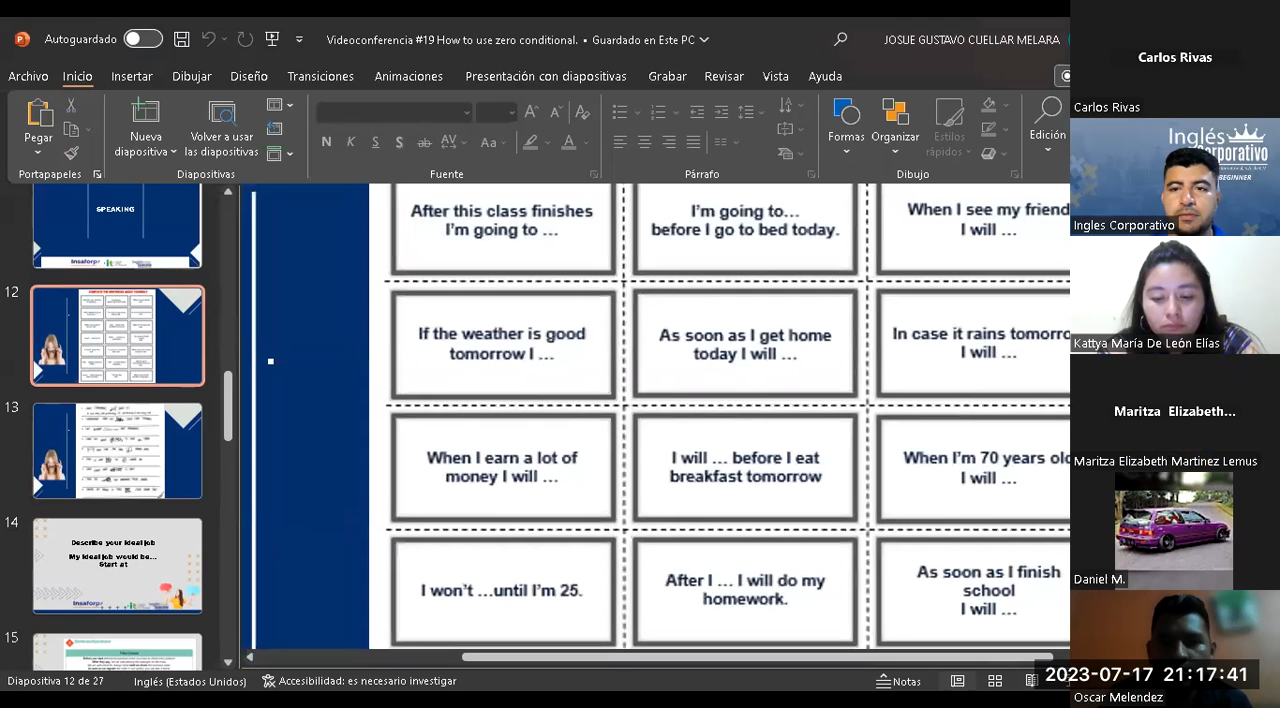 Autoguardado
Videoconferencia #19 How to use zero conditional. • Guardado en Este PC
JOSUE GUSTAVO CUELLAR MELARA
Archivo Inicio Insertar Dibujar Diseño Transiciones Animaciones Presentación con diapositivas Grabar Revisar Vista Ayuda
Pegar
Nueva diapositiva
Volver a usar las diapositivas
Formas
Organizar
Estilos rápidos
Edición
Portapapeles
Diapositivas
Fuente
Párrafo
Dibujo
SPEAKING
Insaforp
12
13
14
Describe your ideal job
My ideal job would be...
Start at
Insaforp
15
After this class finishes
I'm going to ...
I'm going to...
before I go to bed today.
When I see my friend
I will ...
If the weather is good
tomorrow I ...
As soon as I get home
today I will ...
In case it rains tomorro
I will ...
When I earn a lot of
money I will ...
I will ... before I eat
breakfast tomorrow
When I'm 70 years old
I will ...
I won't ...until I'm 25.
After I ... I will do my
homework.
As soon as I finish
school
I will ...
Diapositiva 12 de 27
Inglés (Estados Unidos)
Accesibilidad: es necesario investigar
Notas
Carlos Rivas
Carlos Rivas
Inglés
Corporativo
BEGINNER
Ingles Corporativo
Kattya María De León Elías
Maritza Elizabeth...
Maritza Elizabeth Martinez Lemus
Daniel M.
2023-07-17 21:17:41
Oscar Melendez